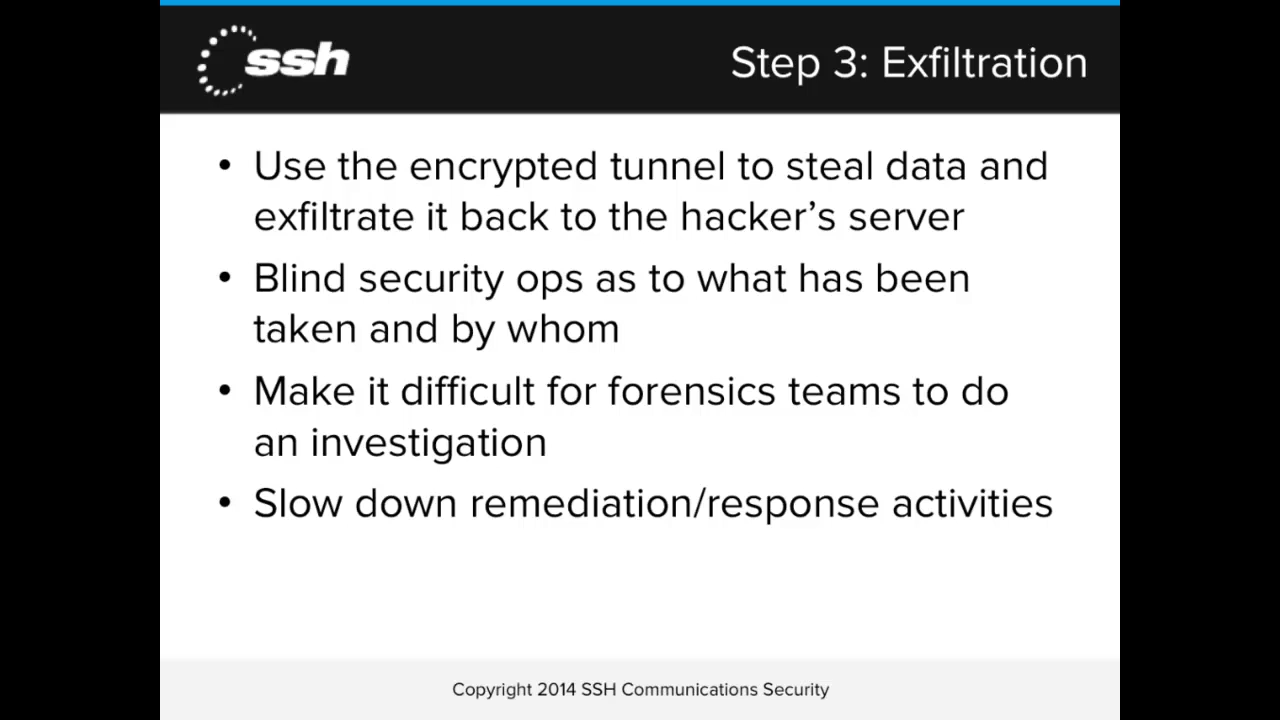 ssh
Step 3: Exfiltration
• Use the encrypted tunnel to steal data and
exfiltrate it back to the hacker’s server
• Blind security ops as to what has been
taken and by whom
• Make it difficult for forensics teams to do
an investigation
• Slow down remediation/response activities
Copyright 2014 SSH Communications Security